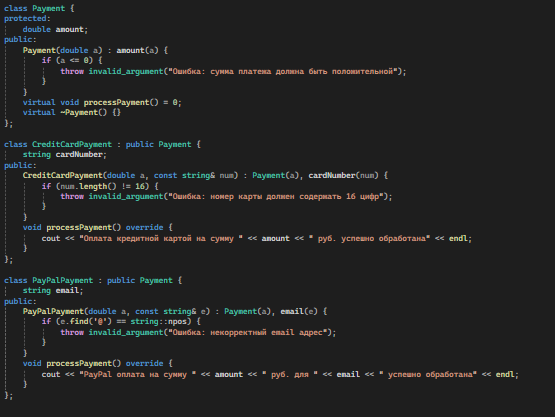 class Payment {
protected:
    double amount;
public:
    Payment(double a) : amount(a) {
        if (a <= 0) {
            throw invalid_argument("Ошибка: сумма платежа должна быть положительной");
        }
    }
    virtual void processPayment() = 0;
    virtual ~Payment() {}
};

class CreditCardPayment : public Payment {
    string cardNumber;
public:
    CreditCardPayment(double a, const string& num) : Payment(a), cardNumber(num) {
        if (num.length() != 16) {
            throw invalid_argument("Ошибка: номер карты должен содержать 16 цифр");
        }
    }
    void processPayment() override {
        cout << "Оплата кредитной картой на сумму " << amount << " руб. успешно обработана" << endl;
    }
};

class PayPalPayment : public Payment {
    string email;
public:
    PayPalPayment(double a, const string& e) : Payment(a), email(e) {
        if (e.find('@') == string::npos) {
            throw invalid_argument("Ошибка: некорректный email адрес");
        }
    }
    void processPayment() override {
        cout << "PayPal оплата на сумму " << amount << " руб. для " << email << " успешно обработана" << endl;
    }
};